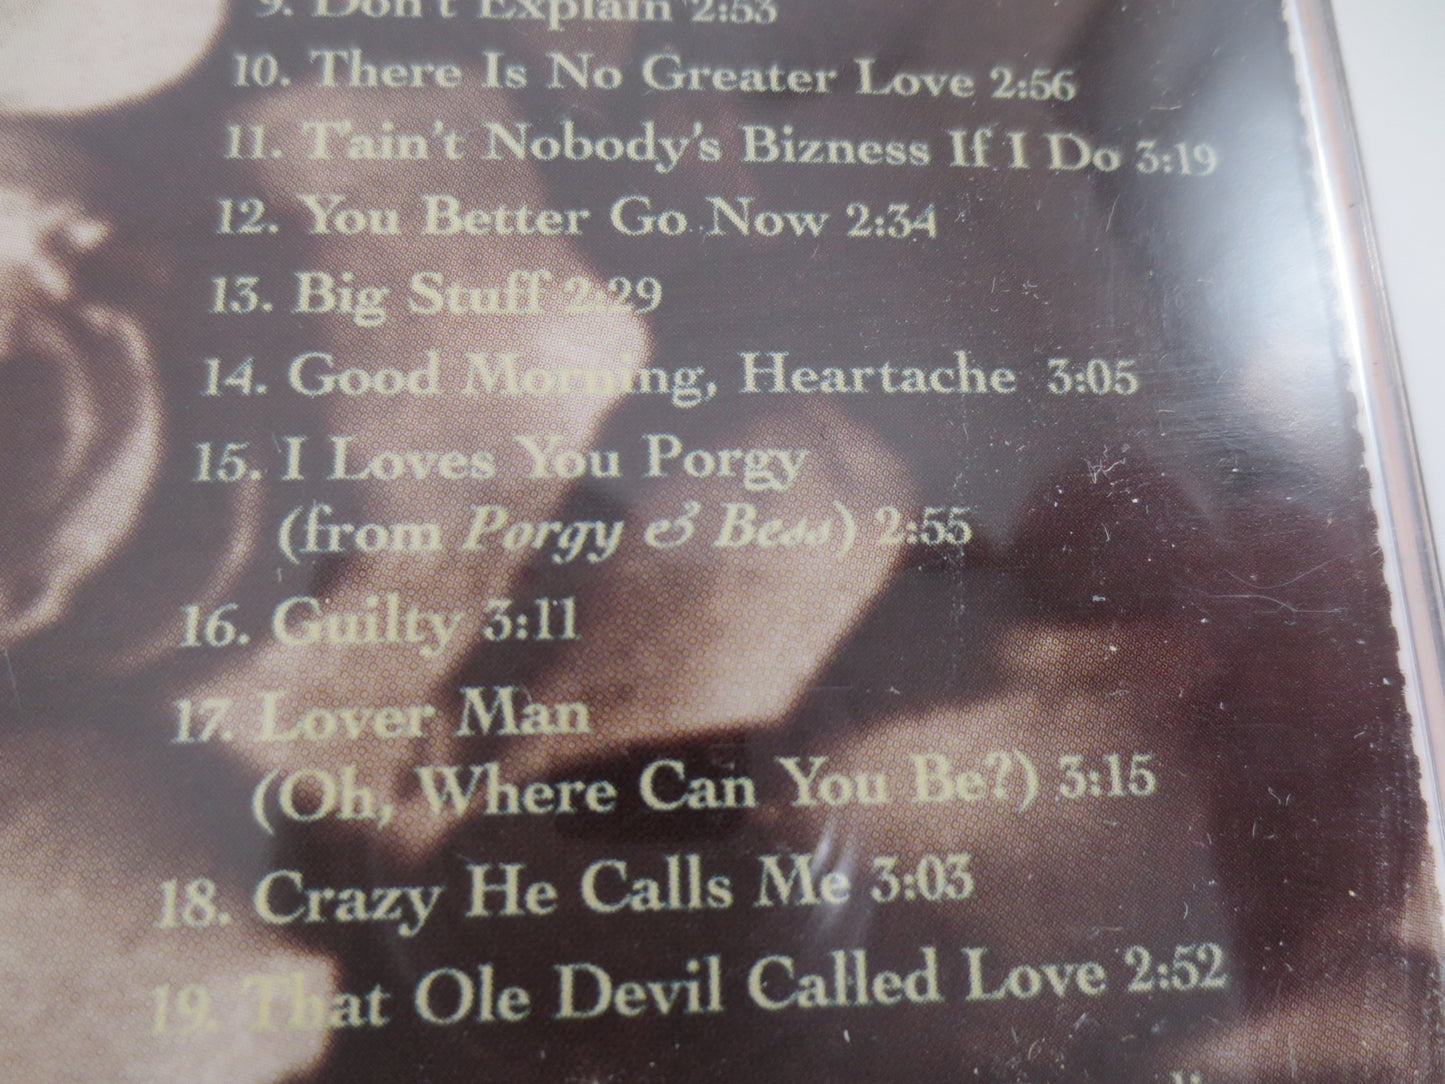 9. Don't Explain 2:53
10. There Is No Greater Love 2:56
11. T'ain't Nobody's Bizness If I Do 3:19
12. You Better Go Now 2:34
13. Big Stuff 2:29
14. Good Morning, Heartache 3:05
15. I Loves You Porgy
(from Porgy & Bess) 2:55
16. Guilty 3:11
17. Lover Man
(Oh, Where Can You Be?) 3:15
18. Crazy He Calls Me 3:03
19. That Ole Devil Called Love 2:52